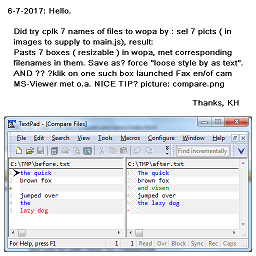 6-7-2017: Hello.
Did try cplk 7 names of files to wopa by : sel 7 picts ( in
images to supply to main.js), result:
Pasts 7 boxes ( resizable ) in wopa, met corresponding
filenames in them. Save as? force "loose style by as text".
AND ?? ?klik on one such box launched Fax en/of cam
MS-Viewer met o.a. NICE TIP? picture: compare.png
Thanks, KH
TextPad - [Compare Files]
File Edit Search View Tools Macros Configure Window Help
Find incrementally
C:\TM\before.txt C:\TM\after.txt
the quick The quick
brown fox brown fox
and vixen
jumped over jumped over
the the lazy dog
lazy dog
For Help, press F1 1 1 Read Ovr Block Sync Rec Caps